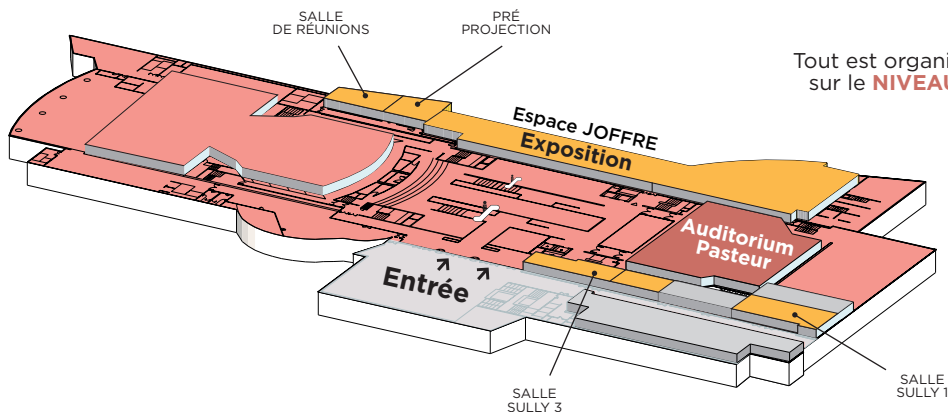 SALLE
DE RÉUNIONS
PRÉ
PROJECTION
Tout est organi
sur le NIVEAU
Espace JOFFRE
Exposition
Auditorium
Pasteur
Entrée
SALLE
SULLY 3
SALLE
SULLY 1